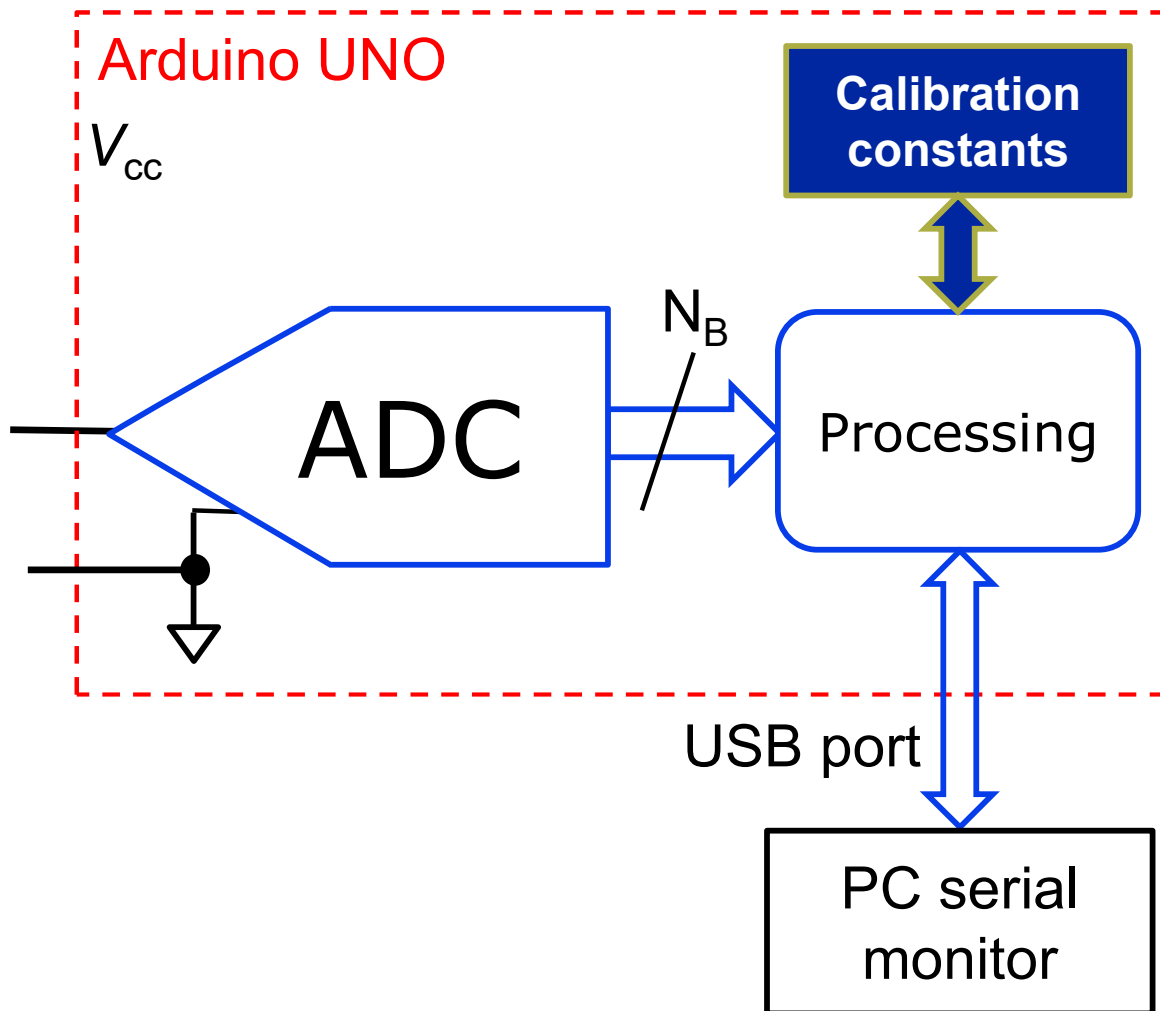 Arduino UNO
Vcc
Calibration
constants
NB
ADC
Processing
USB port
PC serial
monitor